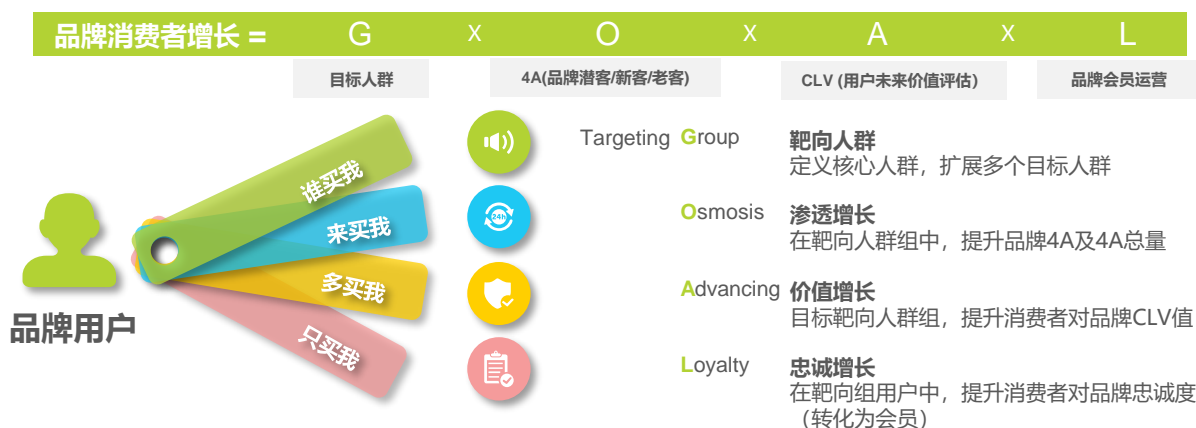 品牌消费者增长 = G X O X A X L
目标人群
4A(品牌潜客/新客/老客)
CLV (用户未来价值评估)
品牌会员运营
谁买我
来买我
多买我
只买我
品牌用户
24h
Targeting Group
靶向人群
定义核心人群，扩展多个目标人群
Osmosis
渗透增长
在靶向人群组中，提升品牌4A及4A总量
Advancing
价值增长
目标靶向人群组，提升消费者对品牌CLV值
Loyalty
忠诚增长
在靶向组用户中，提升消费者对品牌忠诚度
（转化为会员）